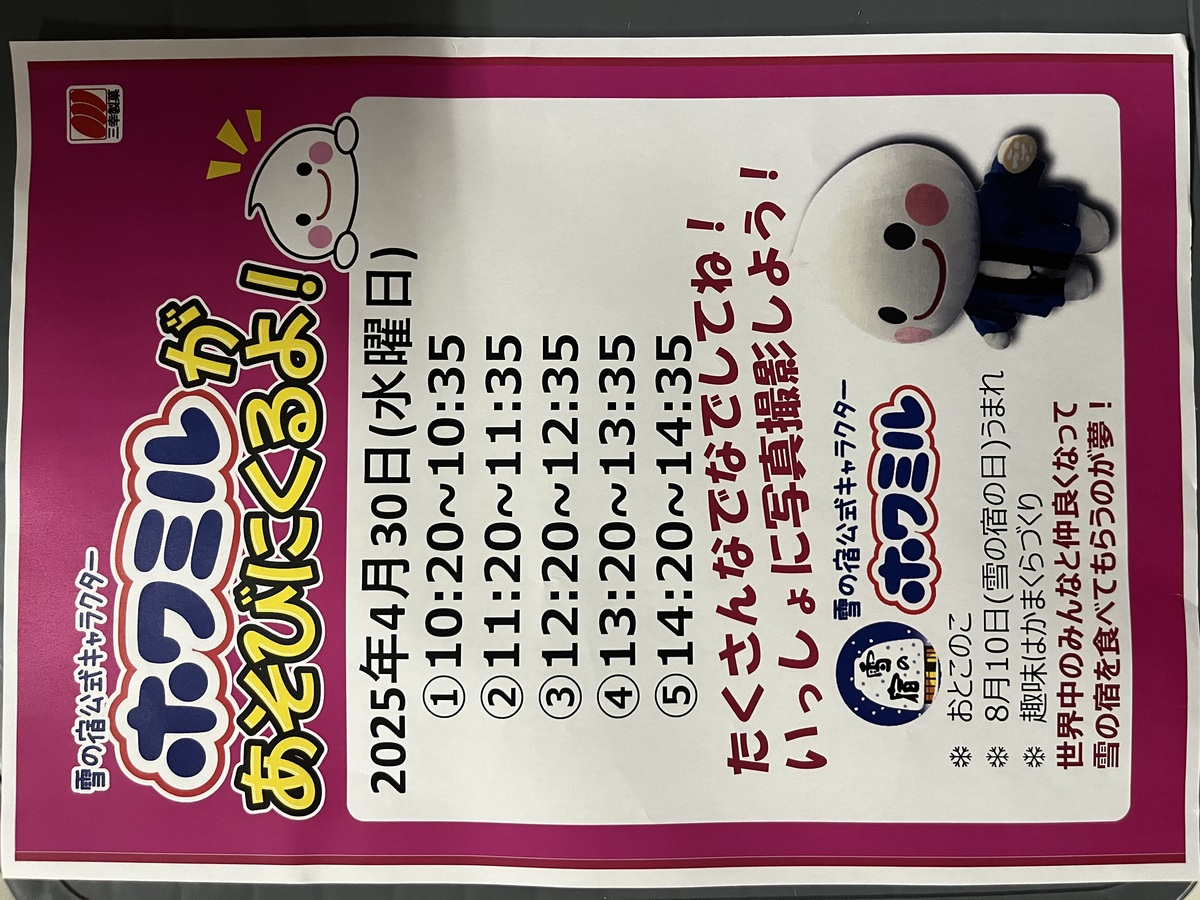 三幸製菓
雪の宿公式キャラクター
ホワミルが
あそびにくるよ！
2025年4月30日(水曜日)
①10:20~10:35
②11:20~11:35
③12:20~12:35
④13:20~13:35
⑤14:20~14:35
たくさんなでなでしてね！
いっしょに写真撮影しよう！
雪の宿
雪の宿公式キャラクター
ホワミル
❄ おとこのこ
❄ 8月10日(雪の宿の日)うまれ
❄ 趣味はかまくらづくり
世界中のみんなと仲良くなって
雪の宿を食べてもらうのが夢！